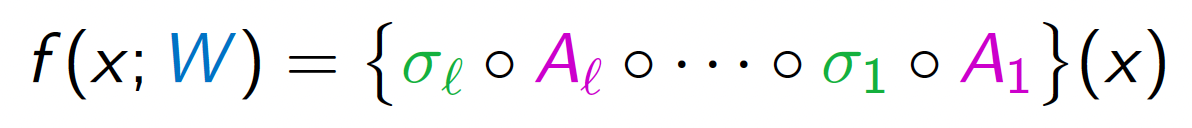 f(x; W) = {σ_ℓ ∘ A_ℓ ∘ ⋯ ∘ σ_1 ∘ A_1}(x)